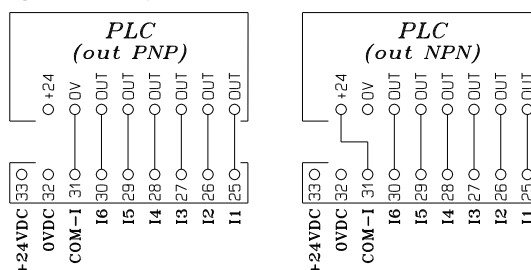 PLC
(out PNP)
+24 0V OUT OUT OUT OUT OUT OUT
33 32 31 30 29 28 27 26 25
+24VDC 0VDC COM-I I6 I5 I4 I3 I2 I1
PLC
(out NPN)
+24 0V OUT OUT OUT OUT OUT OUT
33 32 31 30 29 28 27 26 25
+24VDC 0VDC COM-I I6 I5 I4 I3 I2 I1